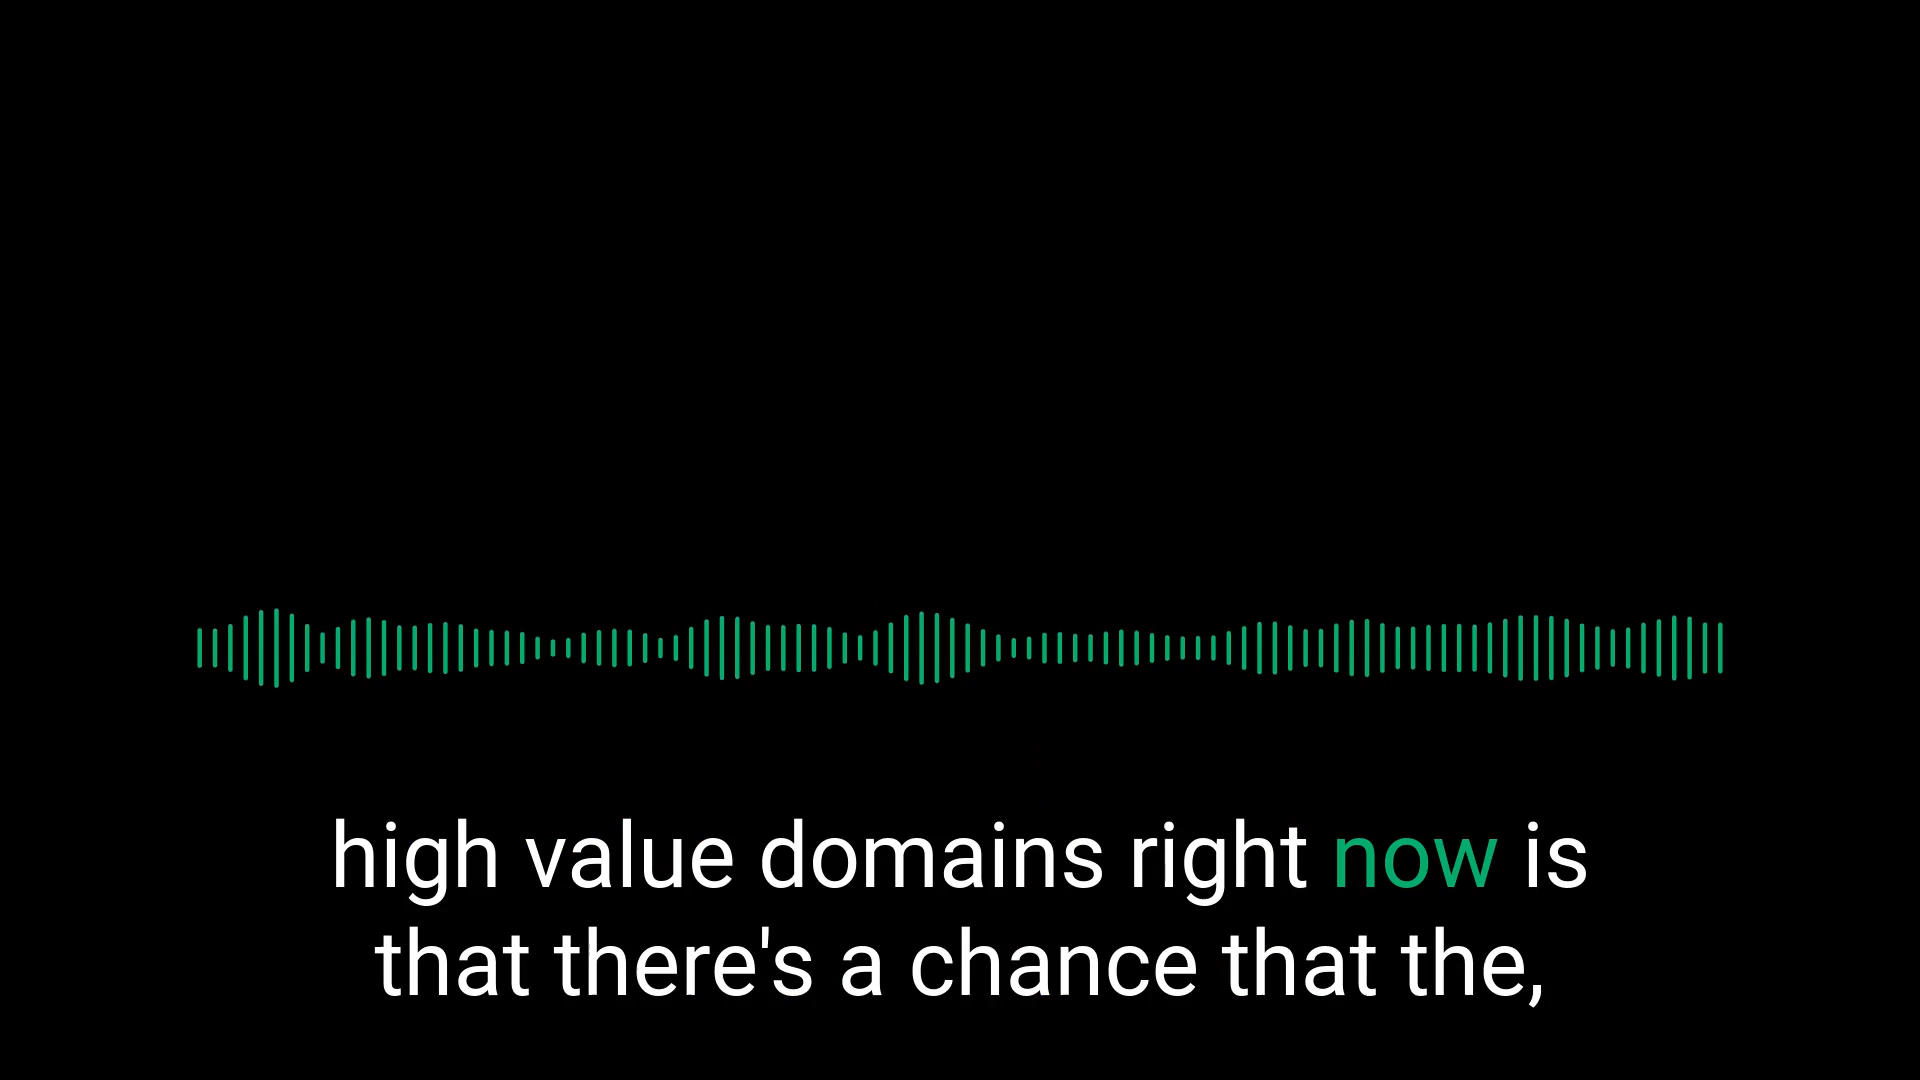 high value domains right now is
that there's a chance that the,